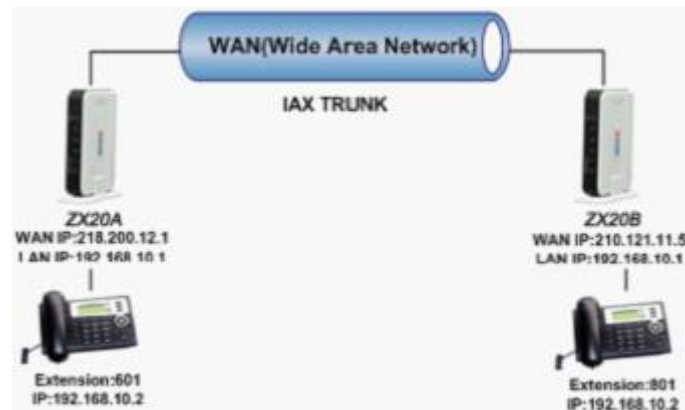 WAN(Wide Area Network)
IAX TRUNK
ZX20A
WAN IP:218.200.12.1
LAN IP:192.168.10.1
Extension:601
IP:192.168.10.2
ZX20B
WAN IP:210.121.11.5
LAN IP:192.168.10.1
Extension:801
IP:192.168.10.2